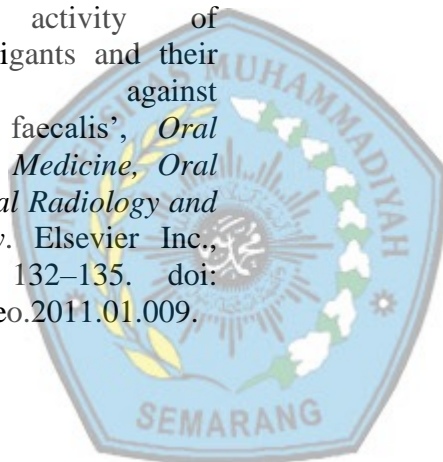 activity of
igants and their
against
faecalis’, Oral
Medicine, Oral
al Radiology and
y. Elsevier Inc.,
132–135. doi:
eo.2011.01.009.
MUHAMMADIYAH
SEMARANG